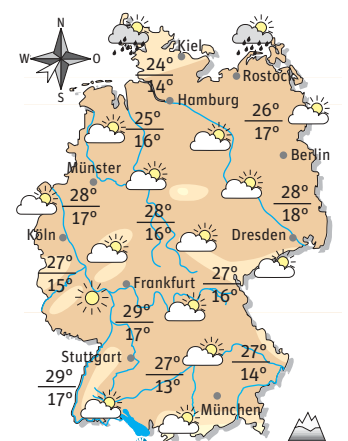 N
W
O
S
Kiel
24°
14°
Rostock
Hamburg
25°
16°
26°
17°
Berlin
Münster
28°
17°
28°
18°
28°
16°
Köln
Dresden
27°
15°
Frankfurt
27°
16°
29°
17°
Stuttgart
27°
13°
27°
14°
29°
17°
München